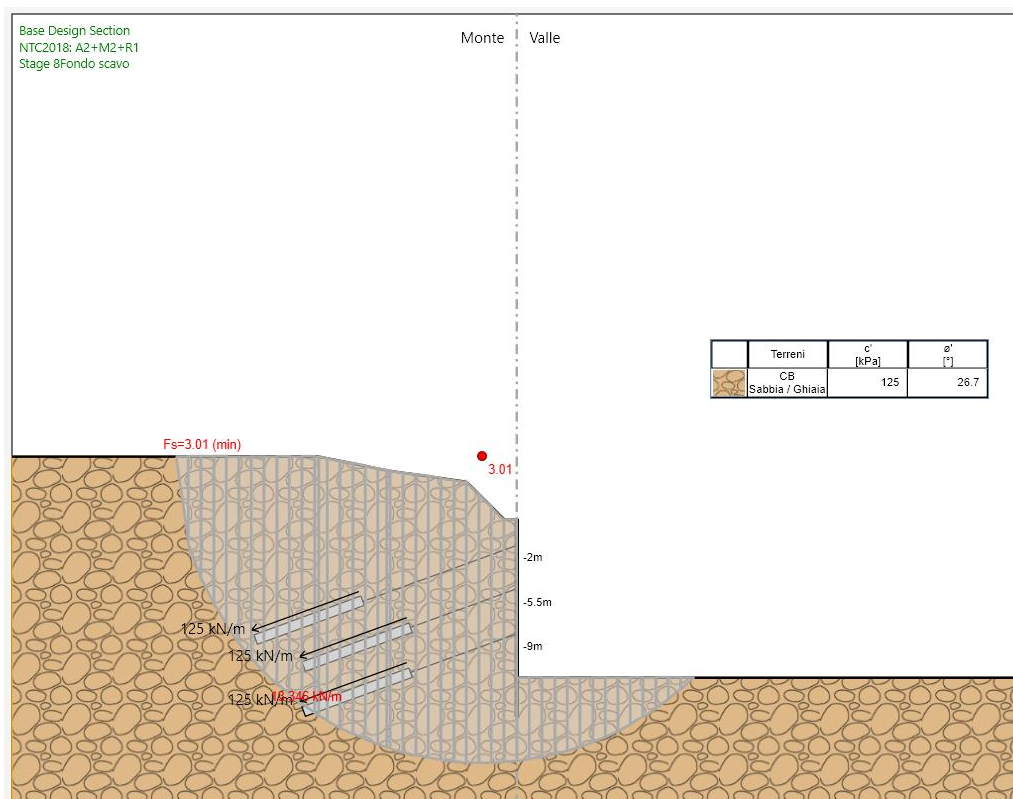 Base Design Section
NTC2018: A2+M2+R1
Stage 8Fondo scavo
Monte
Valle
Terreni
c'
[kPa]
ø'
[°]
CB
Sabbia / Ghiaia
125
26.7
Fs=3.01 (min)
3.01
-2m
-5.5m
125 kN/m
125 kN/m
-9m
125 kN/m
kN/m